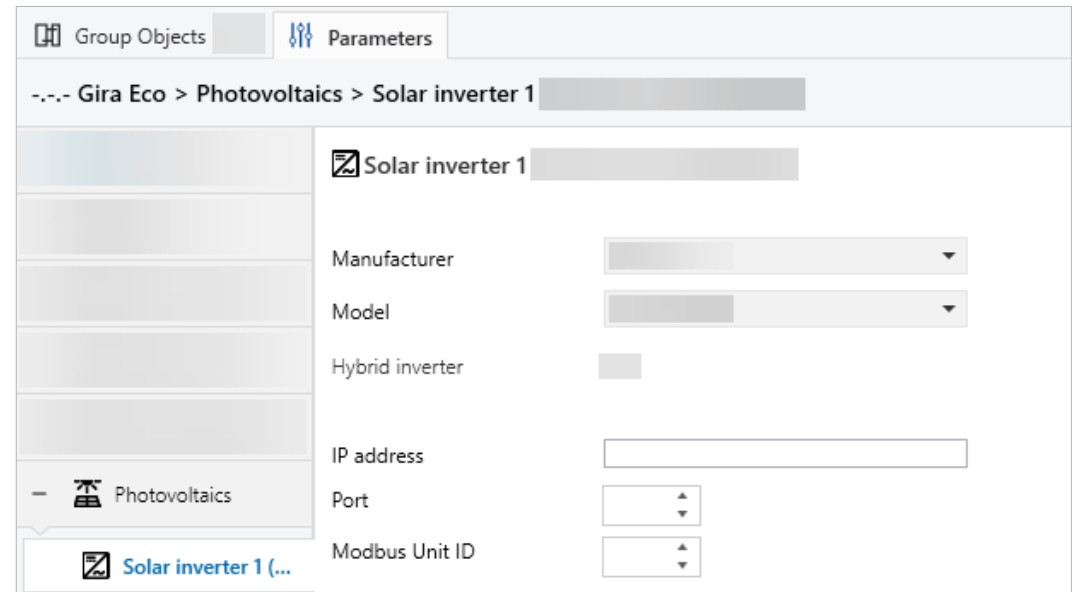 Group Objects
Parameters
-.-.- Gira Eco > Photovoltaics > Solar inverter 1
Solar inverter 1
Manufacturer
Model
Hybrid inverter
IP address
Port
Modbus Unit ID
Photovoltaics
Solar inverter 1 (...